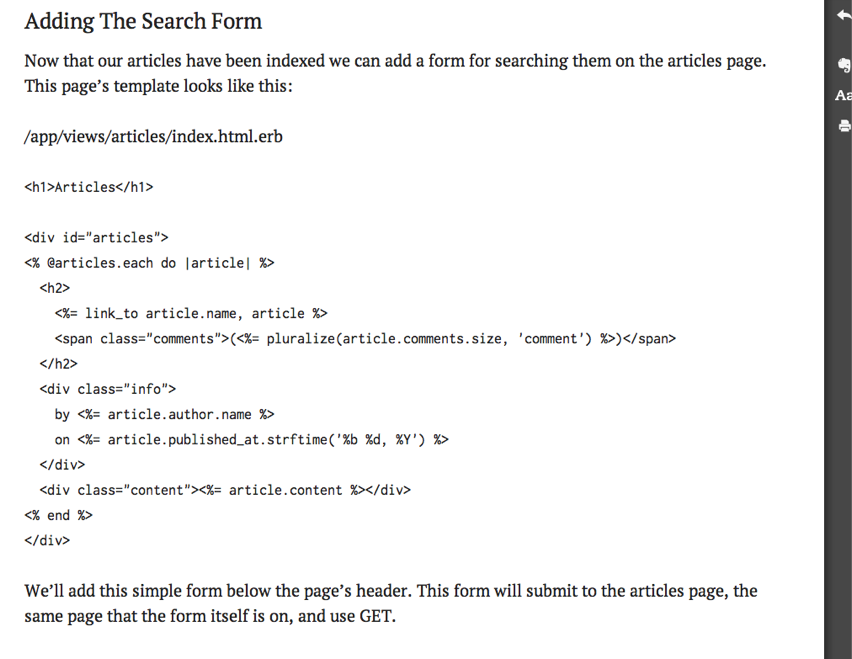 Adding The Search Form
Now that our articles have been indexed we can add a form for searching them on the articles page.
This page’s template looks like this:
/app/views/articles/index.html.erb
<h1>Articles</h1>
<div id="articles">
<% @articles.each do |article| %>
  <h2>
    <%= link_to article.name, article %>
    <span class="comments">(<%= pluralize(article.comments.size, 'comment') %>)</span>
  </h2>
  <div class="info">
    by <%= article.author.name %>
    on <%= article.published_at.strftime('%b %d, %Y') %>
  </div>
  <div class="content"><%= article.content %></div>
<% end %>
</div>
We’ll add this simple form below the page’s header. This form will submit to the articles page, the
same page that the form itself is on, and use GET.
Aa